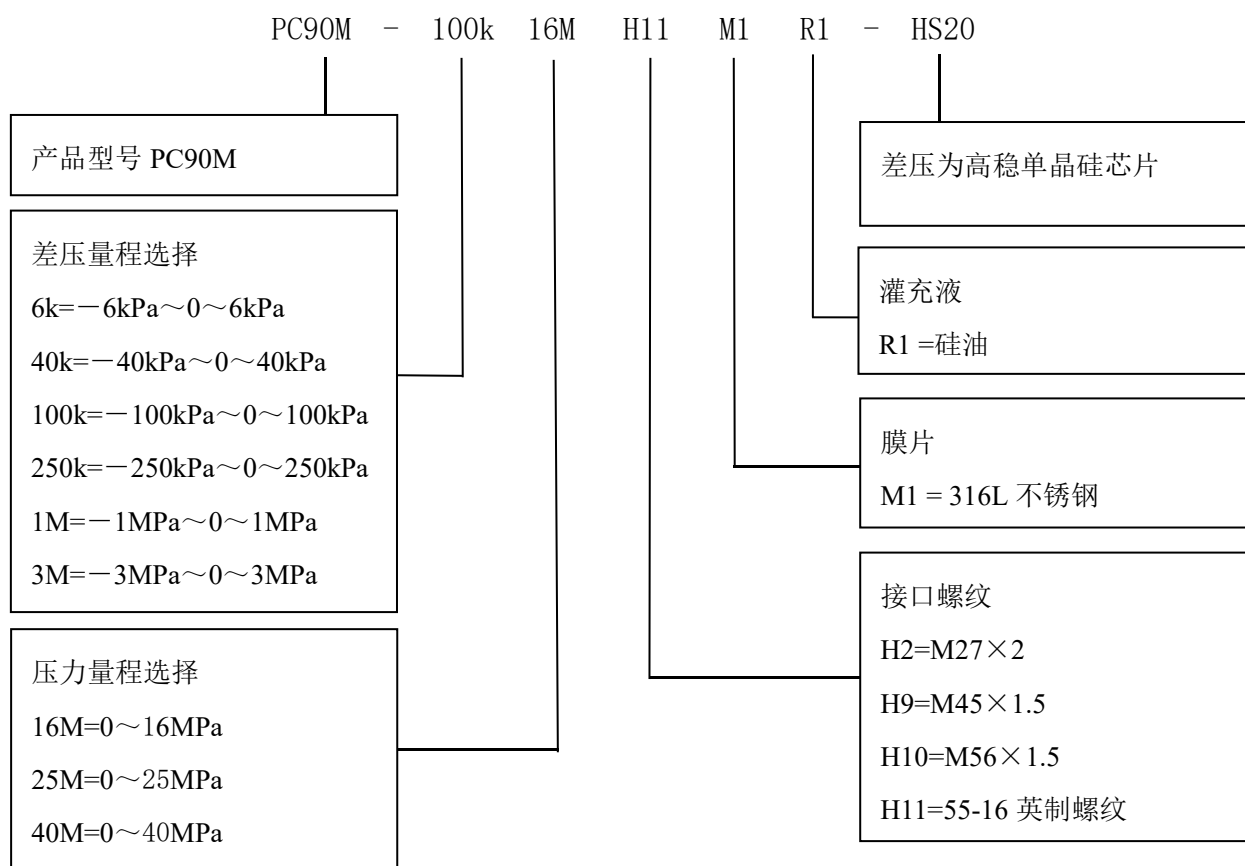 PC90M - 100k 16M H11 M1 R1 - HS20
产品型号 PC90M
差压量程选择
6k=－6kPa～0～6kPa
40k=－40kPa～0～40kPa
100k=－100kPa～0～100kPa
250k=－250kPa～0～250kPa
1M=－1MPa～0～1MPa
3M=－3MPa～0～3MPa
压力量程选择
16M=0～16MPa
25M=0～25MPa
40M=0～40MPa
差压为高稳单晶硅芯片
灌充液
R1 =硅油
膜片
M1 = 316L 不锈钢
接口螺纹
H2=M27×2
H9=M45×1.5
H10=M56×1.5
H11=55-16 英制螺纹